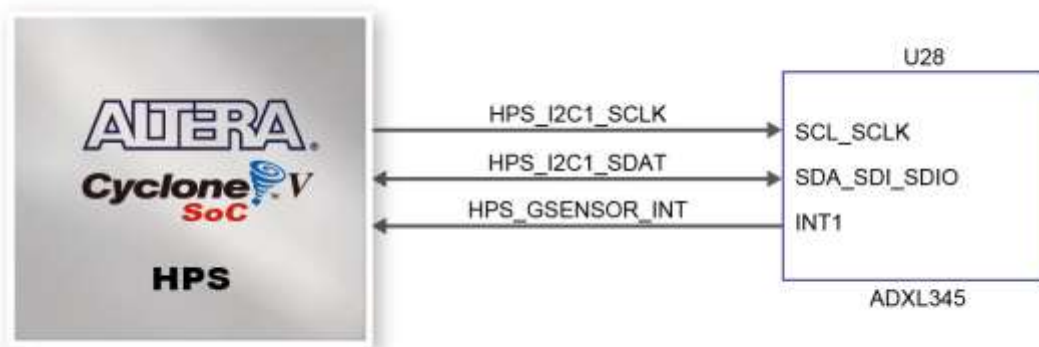 ALTERA.
Cyclone V
SoC
HPS
HPS_I2C1_SCLK
HPS_I2C1_SDAT
HPS_GSENSOR_INT
U28
SCL_SCLK
SDA_SDI_SDIO
INT1
ADXL345